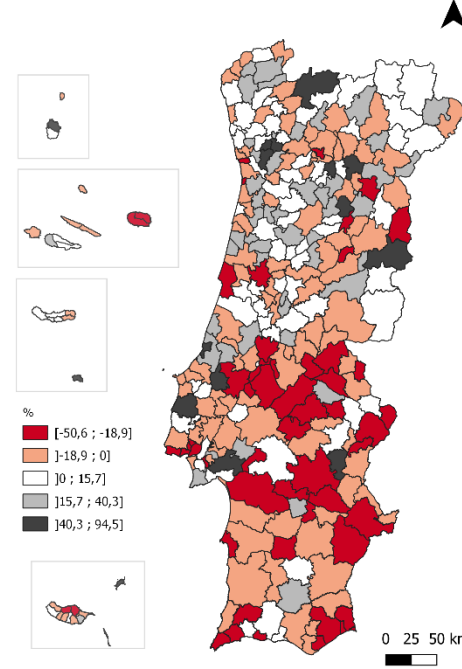 %
[-50,6 ; -18,9]
]-18,9 ; 0]
]0 ; 15,7]
]15,7 ; 40,3]
]40,3 ; 94,5]
0 25 50 km